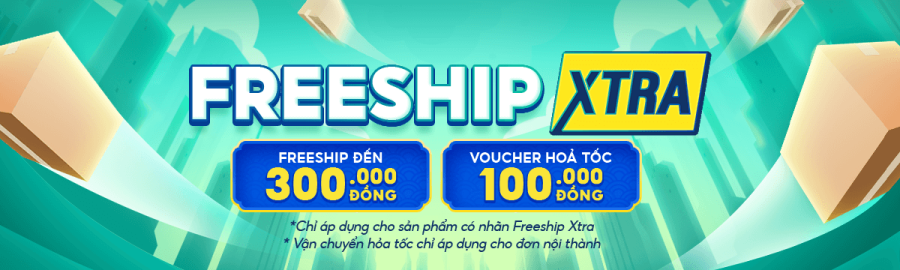 FREESHIP XTRA
FREESHIP ĐẾN
300.000
ĐỒNG
VOUCHER HOẢ TỐC
100.000
ĐỒNG
*Chỉ áp dụng cho sản phẩm có nhãn Freeship Xtra
* Vận chuyển hỏa tốc chỉ áp dụng cho đơn nội thành